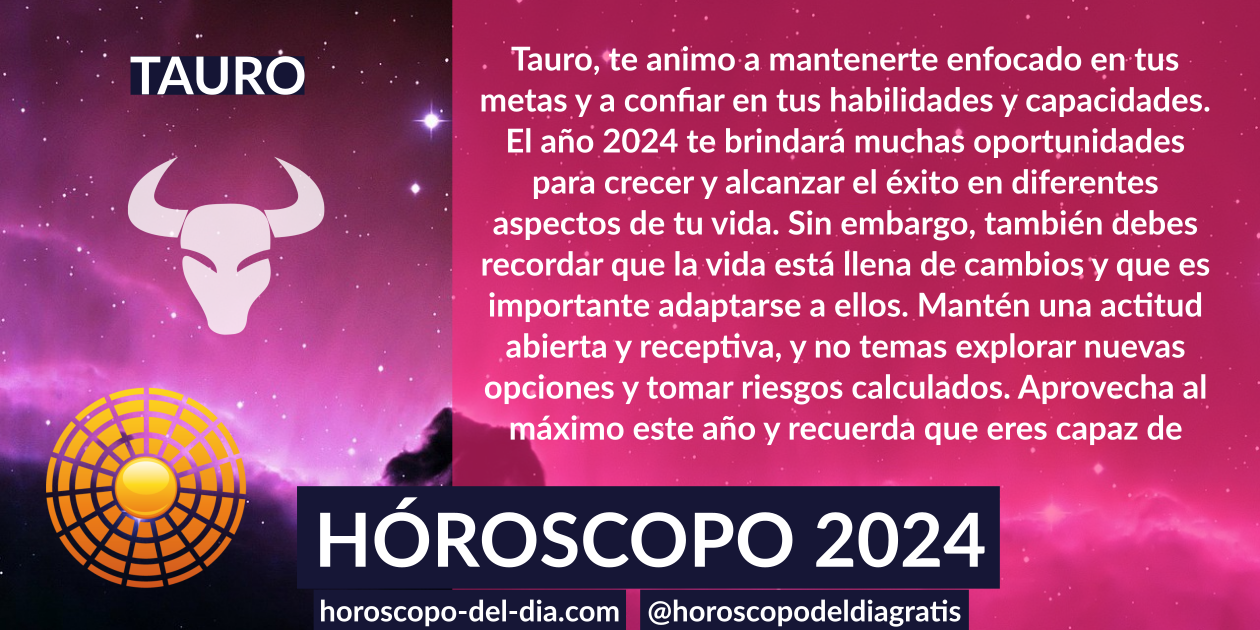 TAURO
Tauro, te animo a mantenerte enfocado en tus
metas y a confiar en tus habilidades y capacidades.
El año 2024 te brindará muchas oportunidades
para crecer y alcanzar el éxito en diferentes
aspectos de tu vida. Sin embargo, también debes
recordar que la vida está llena de cambios y que es
importante adaptarse a ellos. Mantén una actitud
abierta y receptiva, y no temas explorar nuevas
opciones y tomar riesgos calculados. Aprovecha al
máximo este año y recuerda que eres capaz de
HÓROSCOPO 2024
horoscopo-del-dia.com @horoscopodeldiagratis